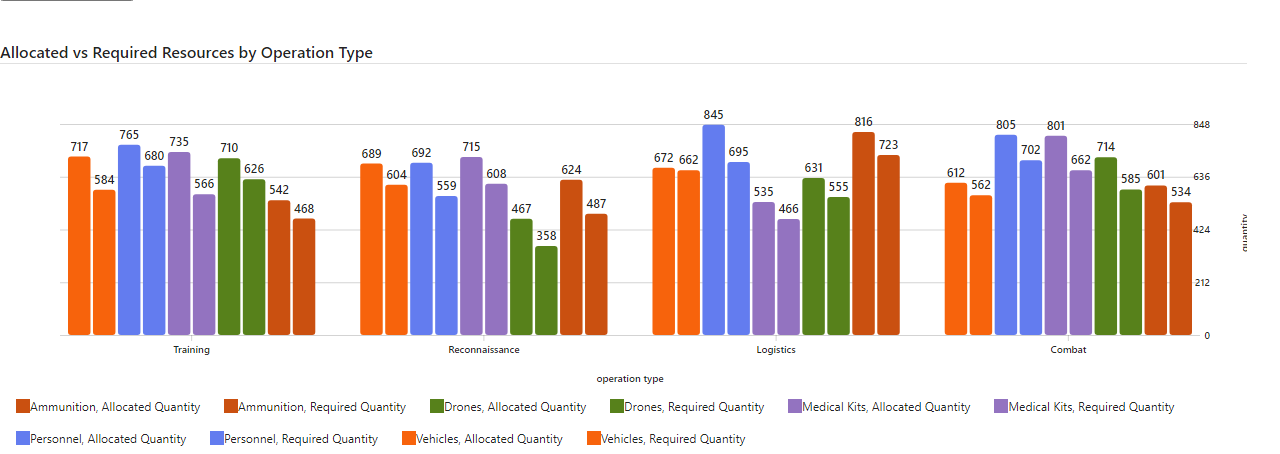 Allocated vs Required Resources by Operation Type
717 584 765 680 735 566 710 626 542 468
689 604 692 559 715 608 467 358 624 487
672 662 845 695 535 466 631 555 816 723
612 562 805 702 801 662 714 585 601 534
848
636
424
212
0
quantity
Training Reconnaissance Logistics Combat
operation type
Ammunition, Allocated Quantity Ammunition, Required Quantity Drones, Allocated Quantity Drones, Required Quantity Medical Kits, Allocated Quantity Medical Kits, Required Quantity
Personnel, Allocated Quantity Personnel, Required Quantity Vehicles, Allocated Quantity Vehicles, Required Quantity